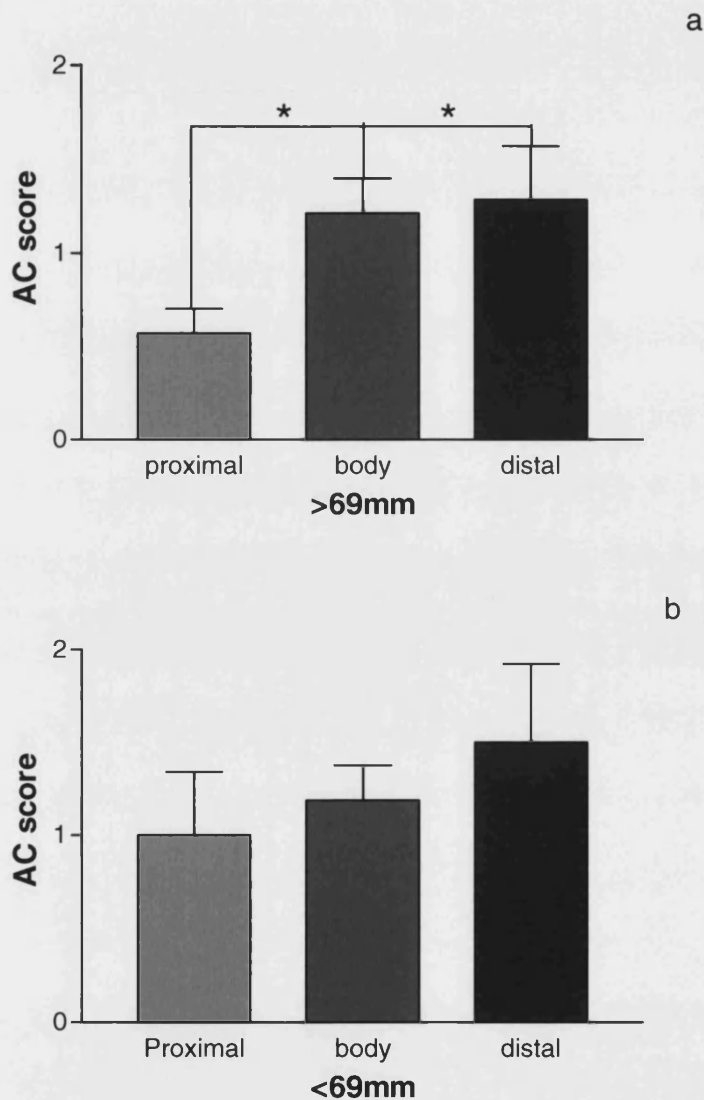 a
2
* *
AC score
1
0
proximal body distal
>69mm
b
2
AC score
1
0
Proximal body distal
<69mm